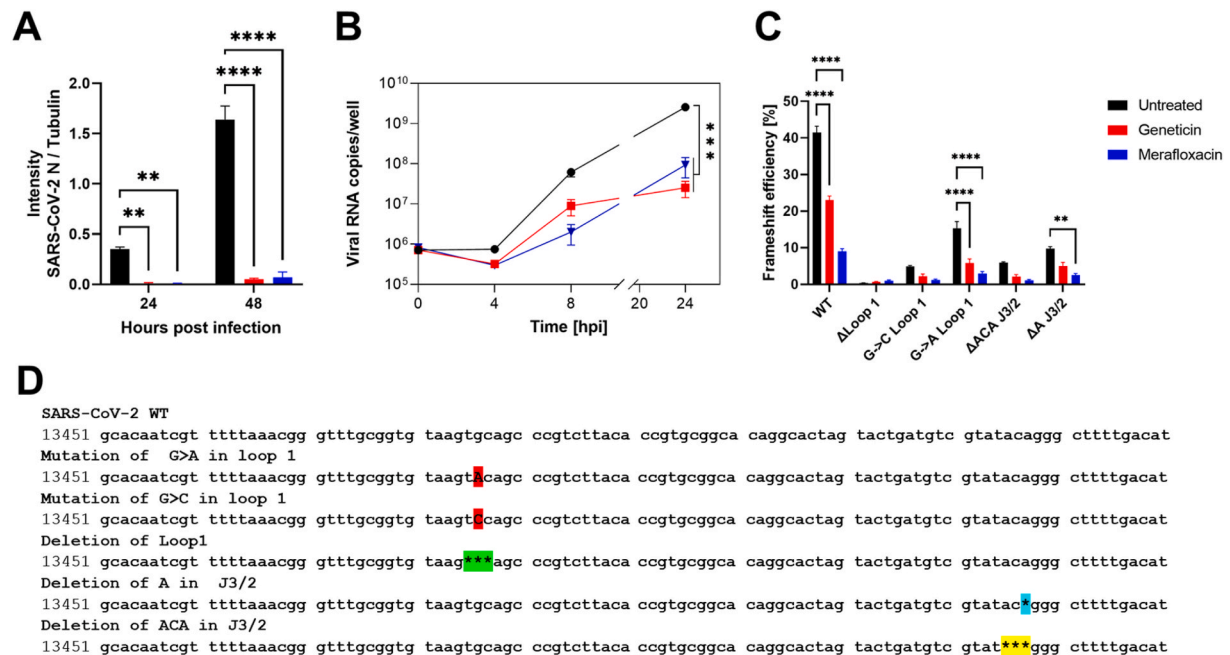 A
B
C
**** 
****
**
**
2.0
1.5
1.0
0.5
0.0
24
48
Intensity
SARS-CoV-2 N / Tubulin
Hours post infection
10^10
10^9
10^8
10^7
10^6
10^5
***
0
4
8
20
24
Viral RNA copies/well
Time [hpi]
****
****
****
****
**
50
40
30
20
10
0
Frameshift efficiency [%]
WT
ΔLoop 1
G->C Loop 1
G->A Loop 1
ΔACA J3/2
ΔA J3/2
Untreated
Geneticin
Merafloxacin
D
SARS-CoV-2 WT
13451 gcacaatcgt ttttaaacgg gtttgcggtg taagtgcagc ccgtcttaca ccgtgcggca caggcactag tactgatgtc gtatacaggg cttttgacat
Mutation of G>A in loop 1
13451 gcacaatcgt ttttaaacgg gtttgcggtg taagtAcagc ccgtcttaca ccgtgcggca caggcactag tactgatgtc gtatacaggg cttttgacat
Mutation of G>C in loop 1
13451 gcacaatcgt ttttaaacgg gtttgcggtg taagtCcagc ccgtcttaca ccgtgcggca caggcactag tactgatgtc gtatacaggg cttttgacat
Deletion of Loop1
13451 gcacaatcgt ttttaaacgg gtttgcggtg taag***agc ccgtcttaca ccgtgcggca caggcactag tactgatgtc gtatacaggg cttttgacat
Deletion of A in J3/2
13451 gcacaatcgt ttttaaacgg gtttgcggtg taagtgcagc ccgtcttaca ccgtgcggca caggcactag tactgatgtc gtatac*ggg cttttgacat
Deletion of ACA in J3/2
13451 gcacaatcgt ttttaaacgg gtttgcggtg taagtgcagc ccgtcttaca ccgtgcggca caggcactag tactgatgtc gtat***ggg cttttgacat